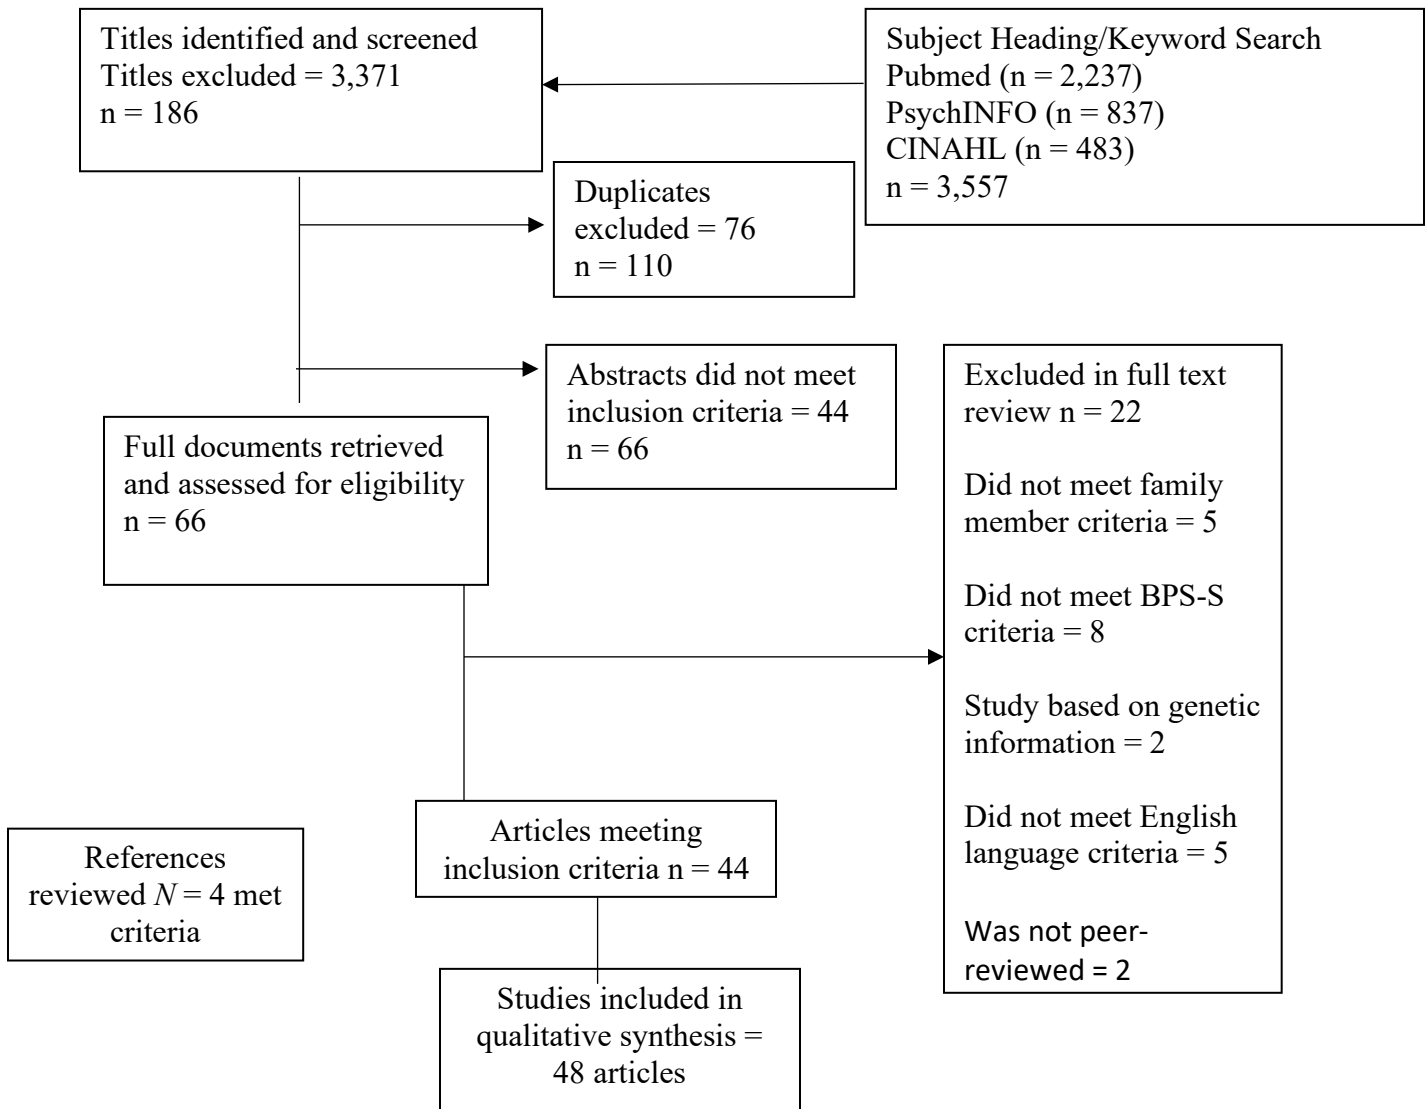 Titles identified and screened
Titles excluded = 3,371
n = 186
Subject Heading/Keyword Search
Pubmed (n = 2,237)
PsychINFO (n = 837)
CINAHL (n = 483)
n = 3,557
Duplicates
excluded = 76
n = 110
Abstracts did not meet
inclusion criteria = 44
n = 66
Full documents retrieved
and assessed for eligibility
n = 66
Excluded in full text
review n = 22
Did not meet family
member criteria = 5
Did not meet BPS-S
criteria = 8
Study based on genetic
information = 2
Did not meet English
language criteria = 5
Was not peer-
reviewed = 2
Articles meeting
inclusion criteria n = 44
References
reviewed N = 4 met
criteria
Studies included in
qualitative synthesis =
48 articles